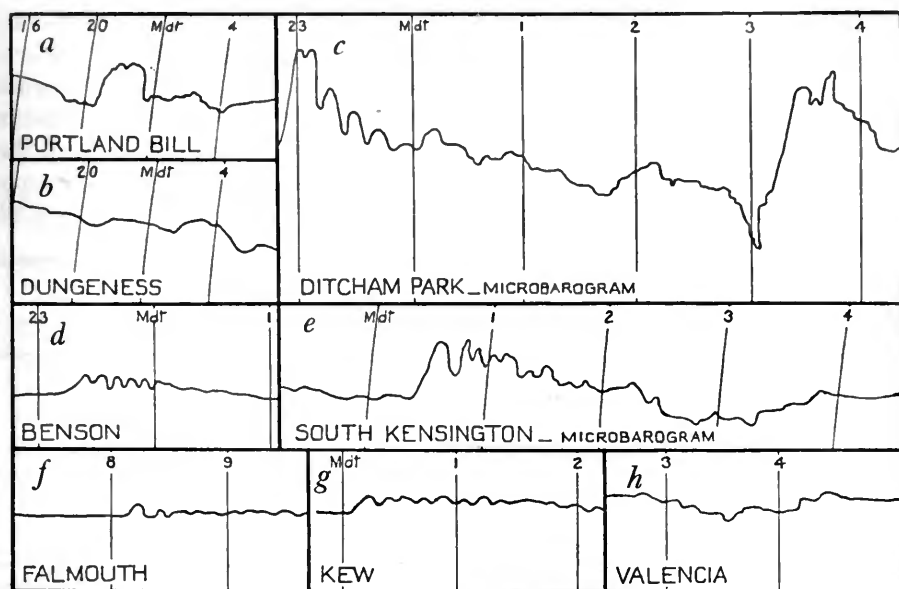 16 20 Mdt 4
a
PORTLAND BILL
20 Mdt 4
b
DUNGENESS
23 Mdt 1 2 3 4
c
DITCHAM PARK_MICROBAROGRAM
23 Mdt 1
d
BENSON
Mdt 1 2 3 4
e
SOUTH KENSINGTON_ MICROBAROGRAM
8 9
f
FALMOUTH
Mdt 1 2
g
KEW
3 4
h
VALENCIA